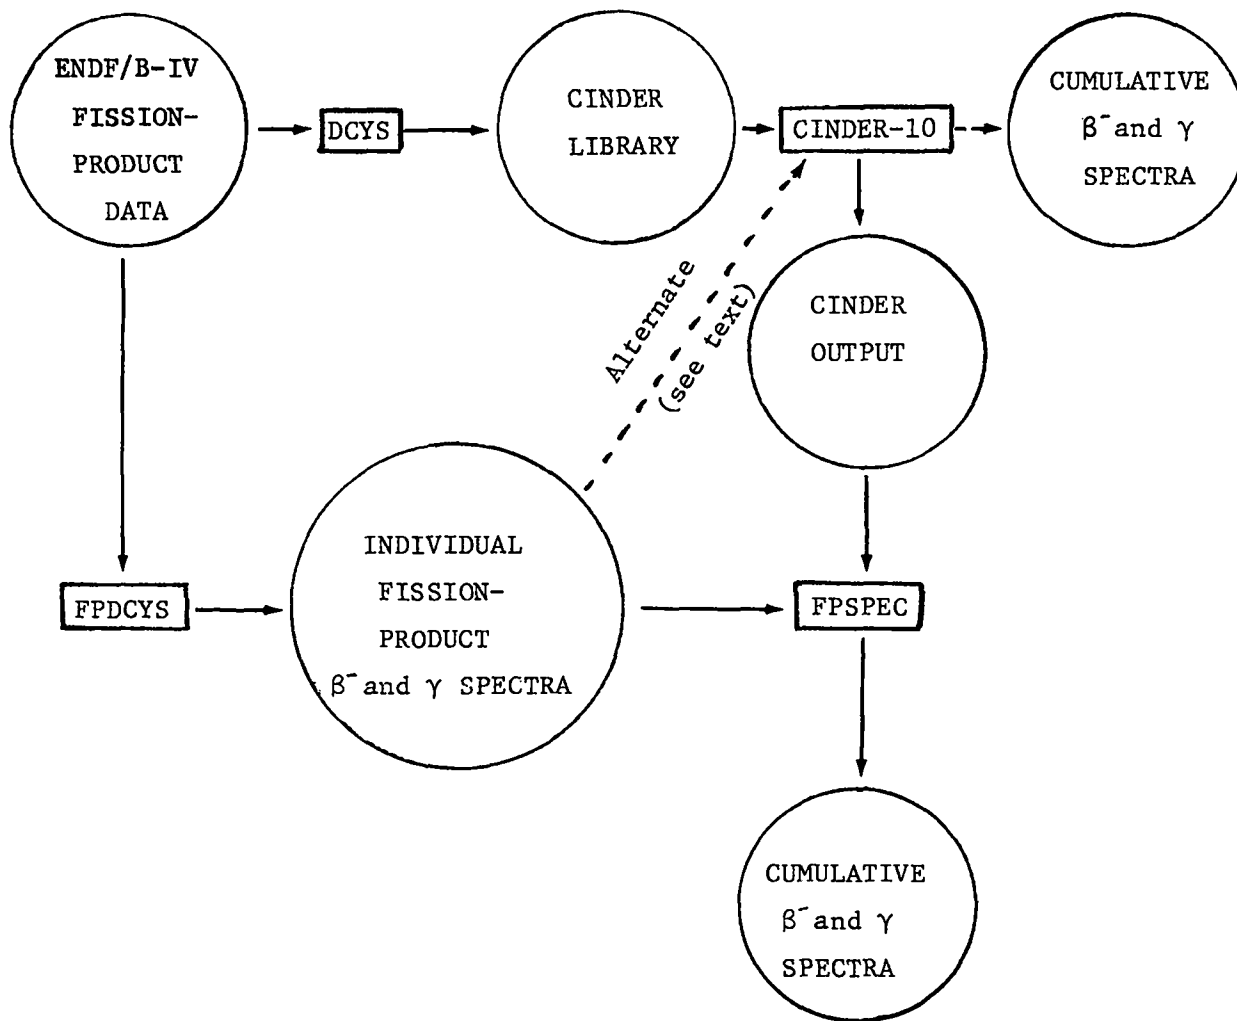 ENDF/B-IV
FISSION-
PRODUCT
DATA
DCYS
CINDER
LIBRARY
CINDER-10
CUMULATIVE
β⁻ and γ
SPECTRA
Alternate
(see text)
CINDER
OUTPUT
FPDCYS
INDIVIDUAL
FISSION-
PRODUCT
β⁻ and γ SPECTRA
FPSPEC
CUMULATIVE
β⁻ and γ
SPECTRA